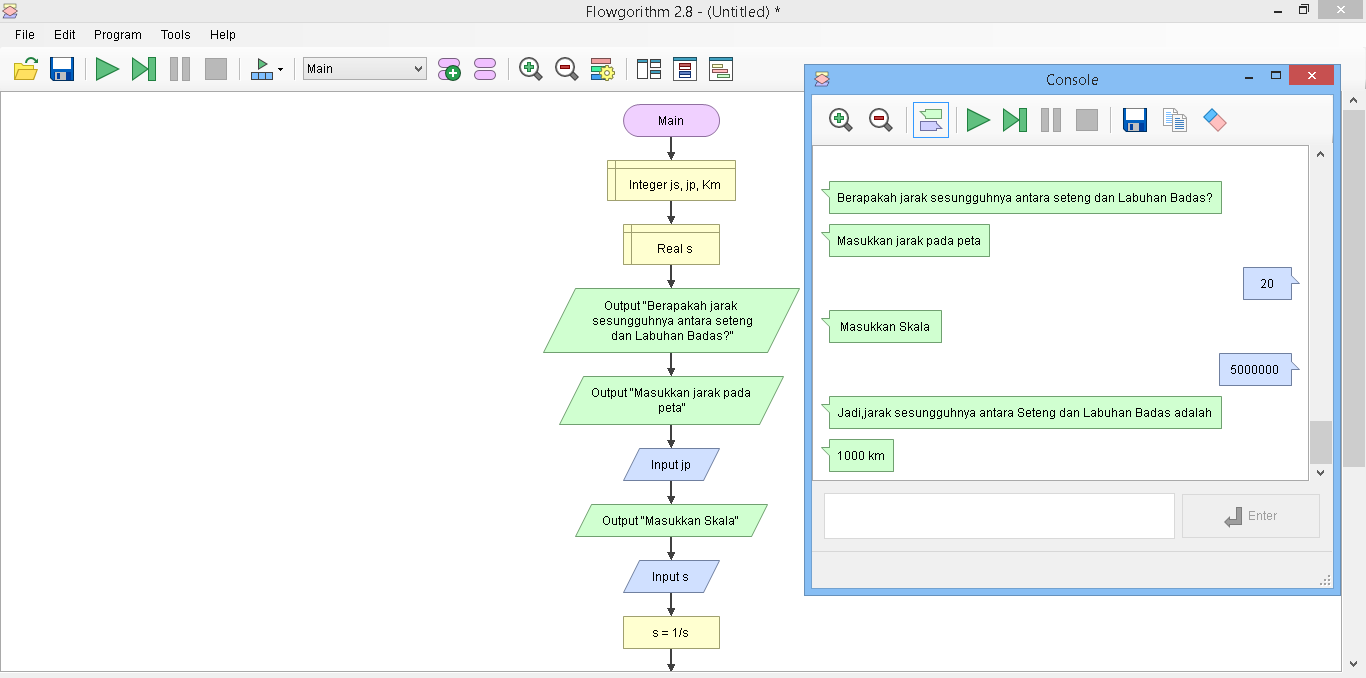 Flowgorithm 2.8 - (Untitled) *
File Edit Program Tools Help
Main
Main
Integer js, jp, Km
Real s
Output "Berapakah jarak
sesungguhnya antara seteng
dan Labuhan Badas?"
Output "Masukkan jarak pada
peta"
Input jp
Output "Masukkan Skala"
Input s
s = 1/s
Console
Berapakah jarak sesungguhnya antara seteng dan Labuhan Badas?
Masukkan jarak pada peta
20
Masukkan Skala
5000000
Jadi,jarak sesungguhnya antara Seteng dan Labuhan Badas adalah
1000 km
Enter